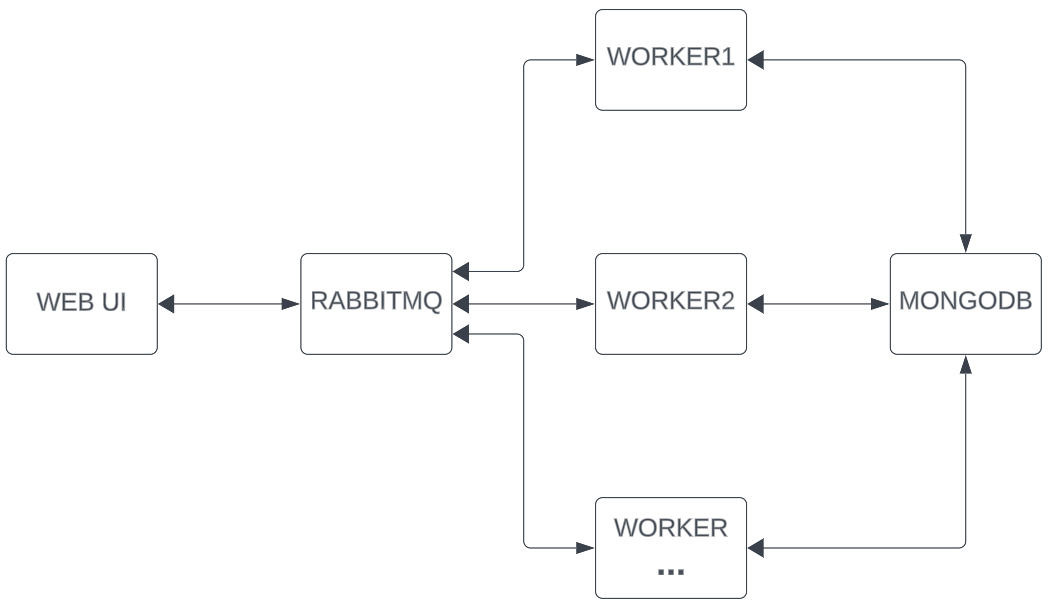 WORKER1
WEB UI
RABBITMQ
WORKER2
MONGODB
WORKER
...